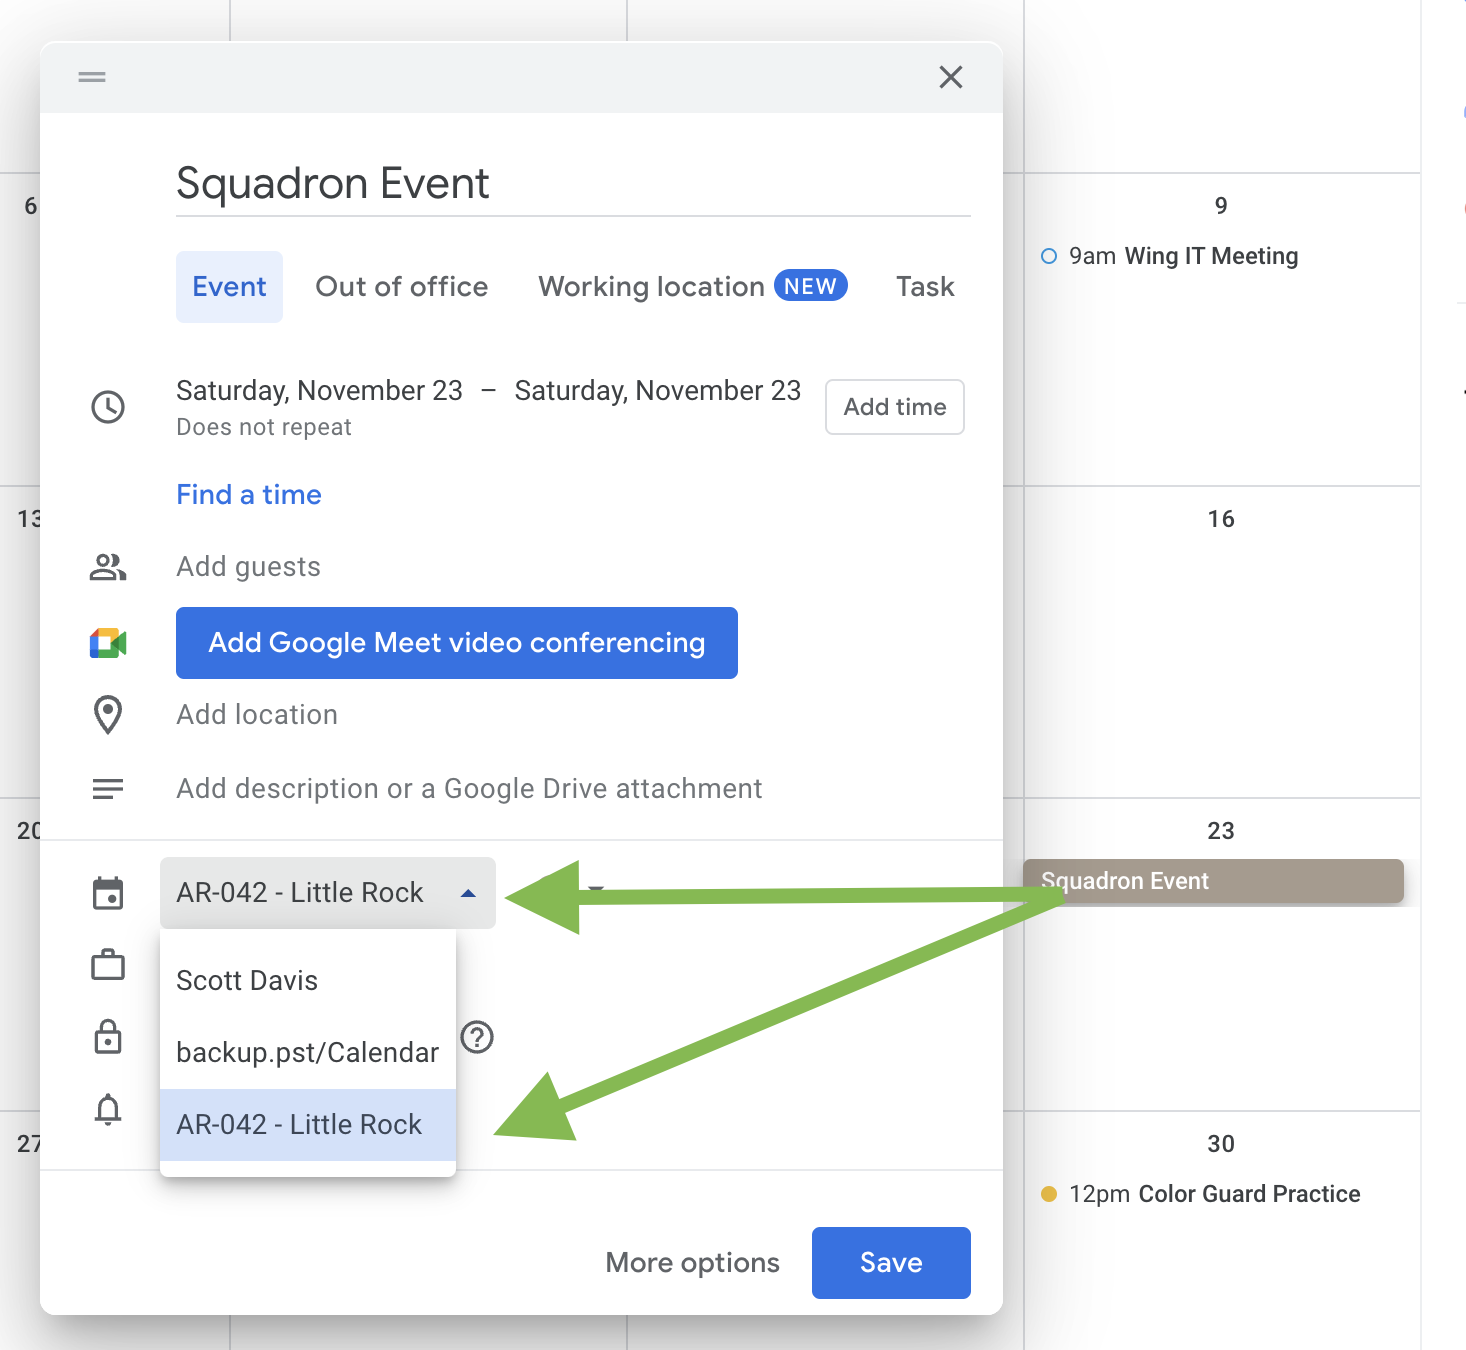 Squadron Event
Event Out of office Working location NEW Task
Saturday, November 23 – Saturday, November 23 Add time
Does not repeat
Find a time
Add guests
Add Google Meet video conferencing
Add location
Add description or a Google Drive attachment
AR-042 - Little Rock
Scott Davis
backup.pst/Calendar
AR-042 - Little Rock
More options Save
6
9
9am Wing IT Meeting
13
16
20
23
Squadron Event
27
30
12pm Color Guard Practice